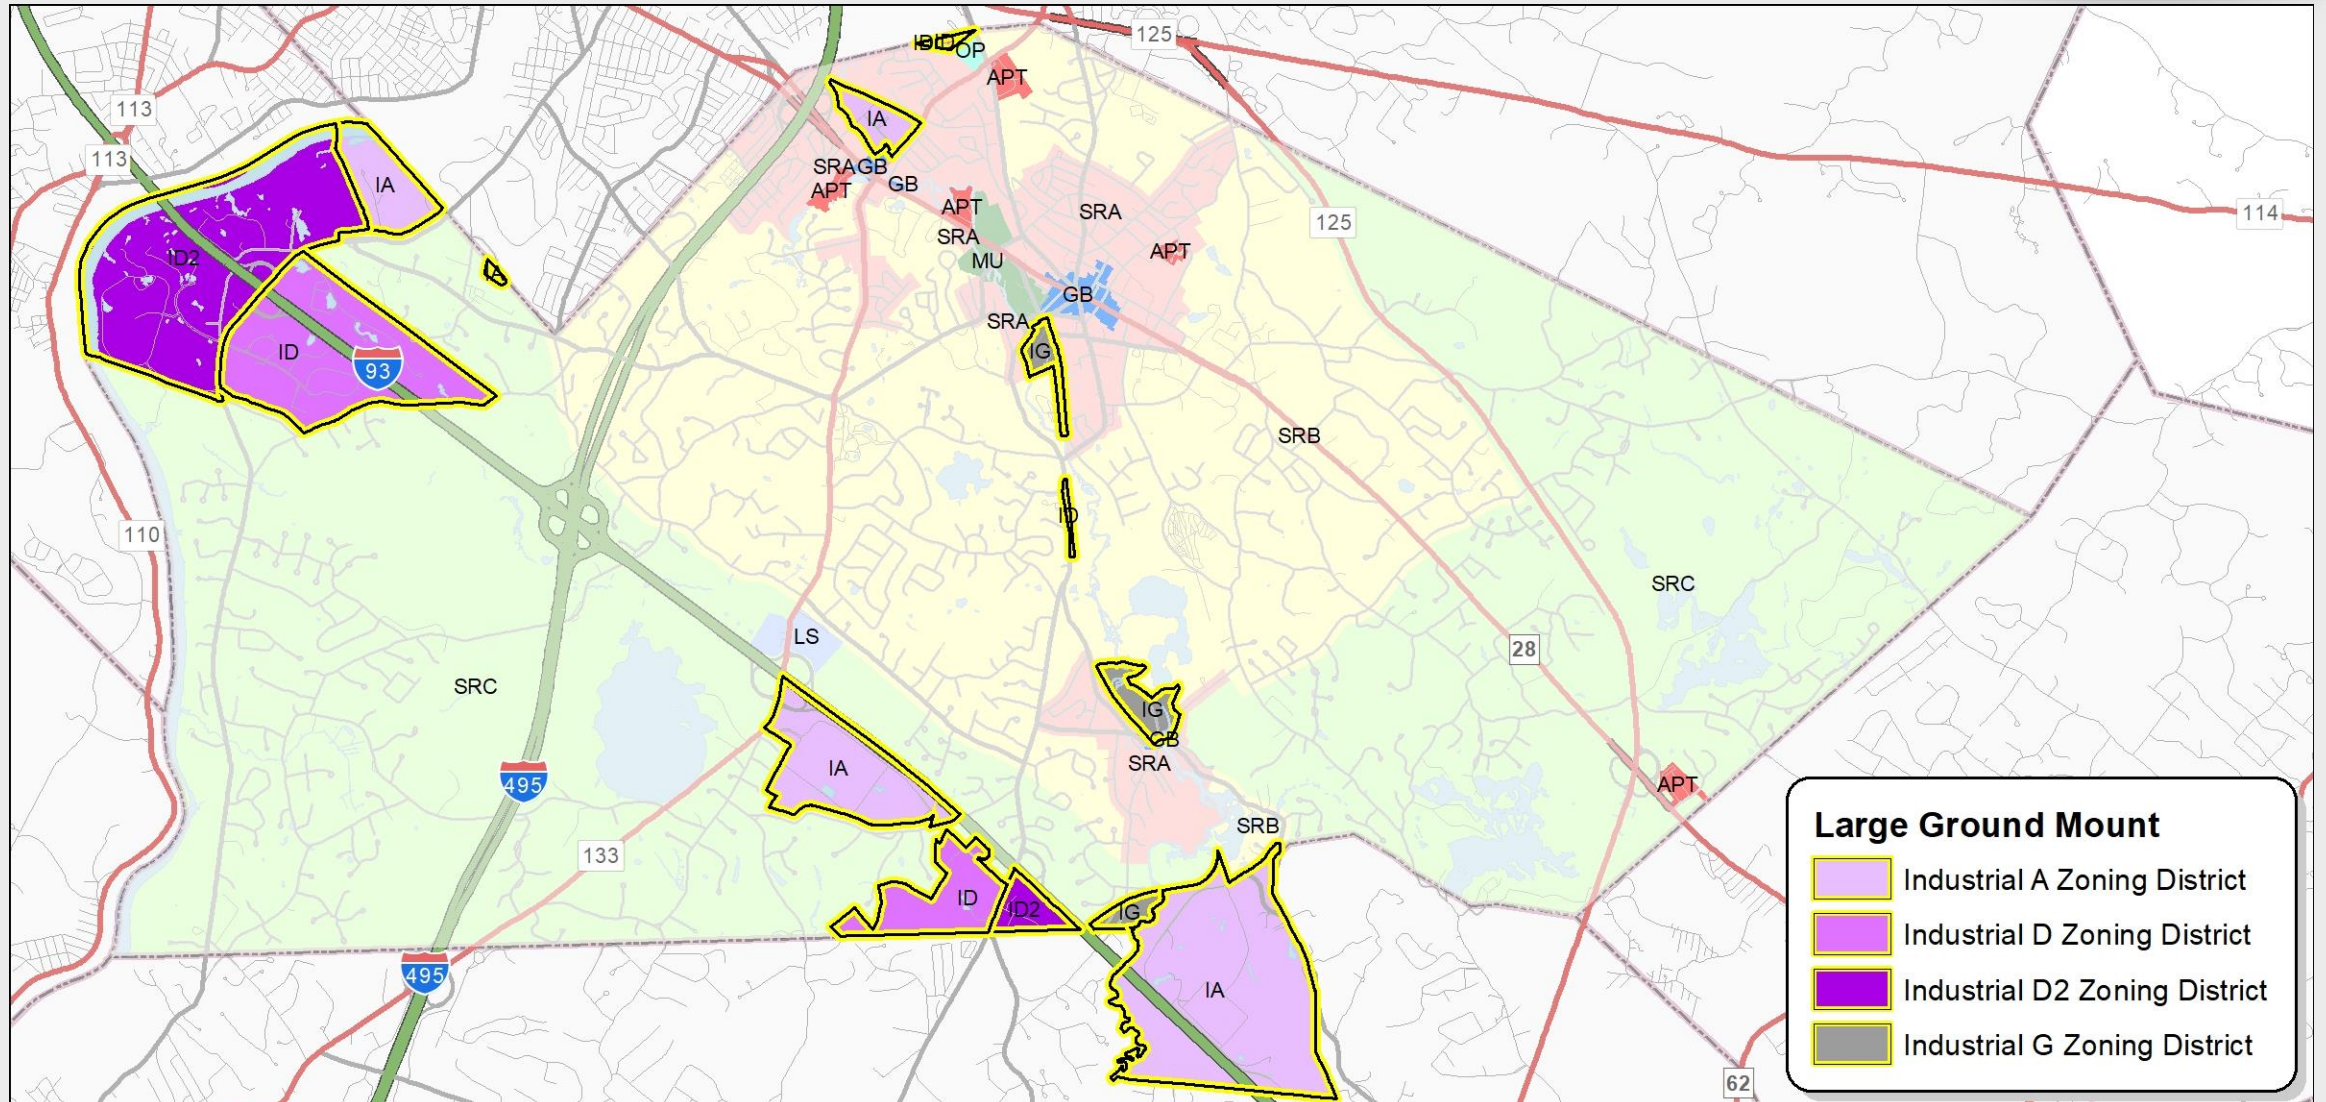 125
IDID
OP
APT
113
IA
113
SRAGB
GB
IA
APT
APT
SRA
114
125
SRA
MU
APT
ID2
IA
GB
SRA
IG
ID
93
SRB
ID
110
SRC
LS
28
SRC
IG
GB
SRA
IA
495
APT
SRB
133
ID
ID2
IG
495
IA
62
Large Ground Mount
Industrial A Zoning District
Industrial D Zoning District
Industrial D2 Zoning District
Industrial G Zoning District